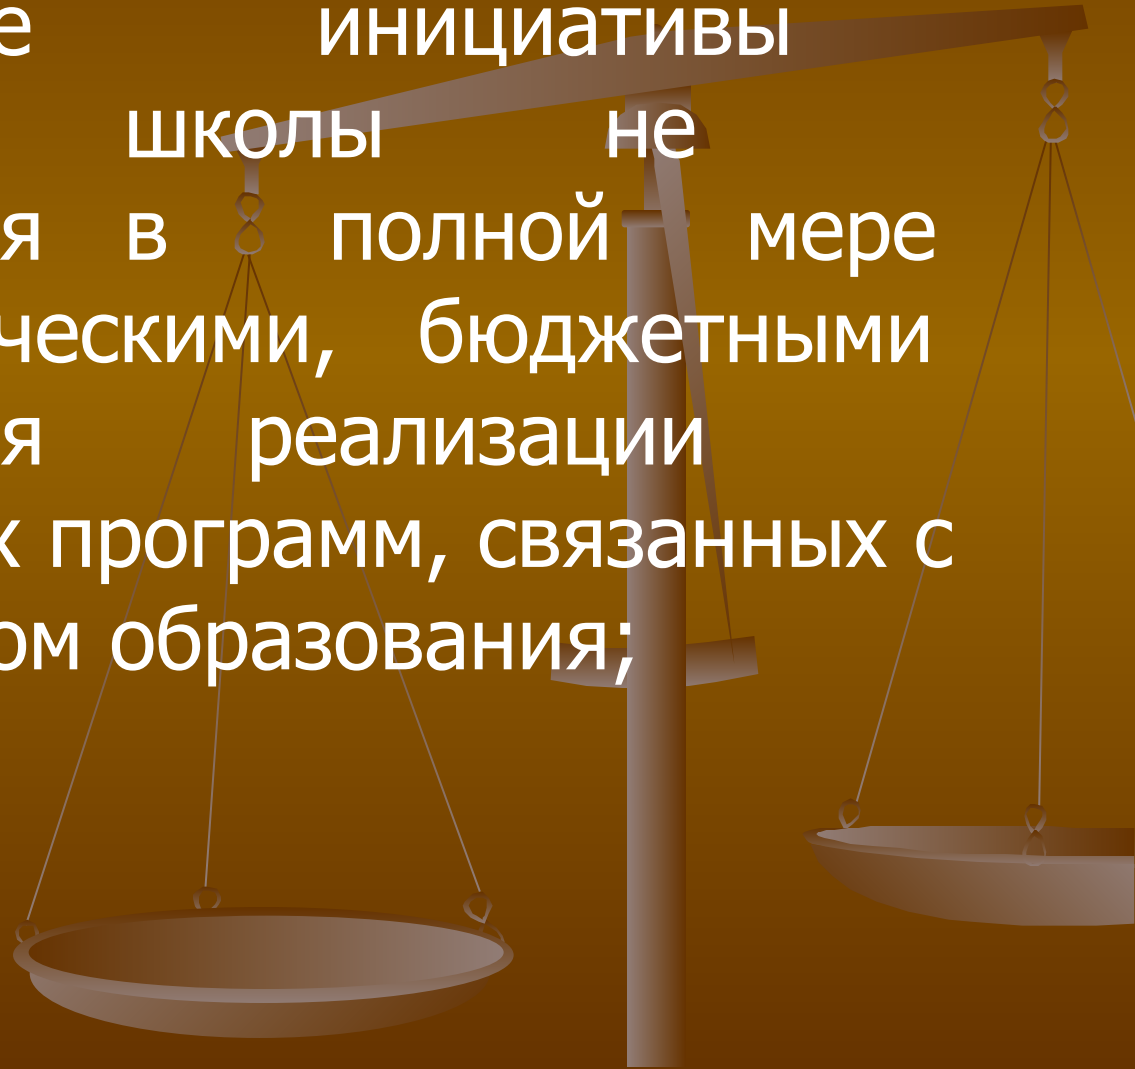 е инициативы
школы не
я в полной мере
ческими, бюджетными
я реализации
х программ, связанных с
ом образования;